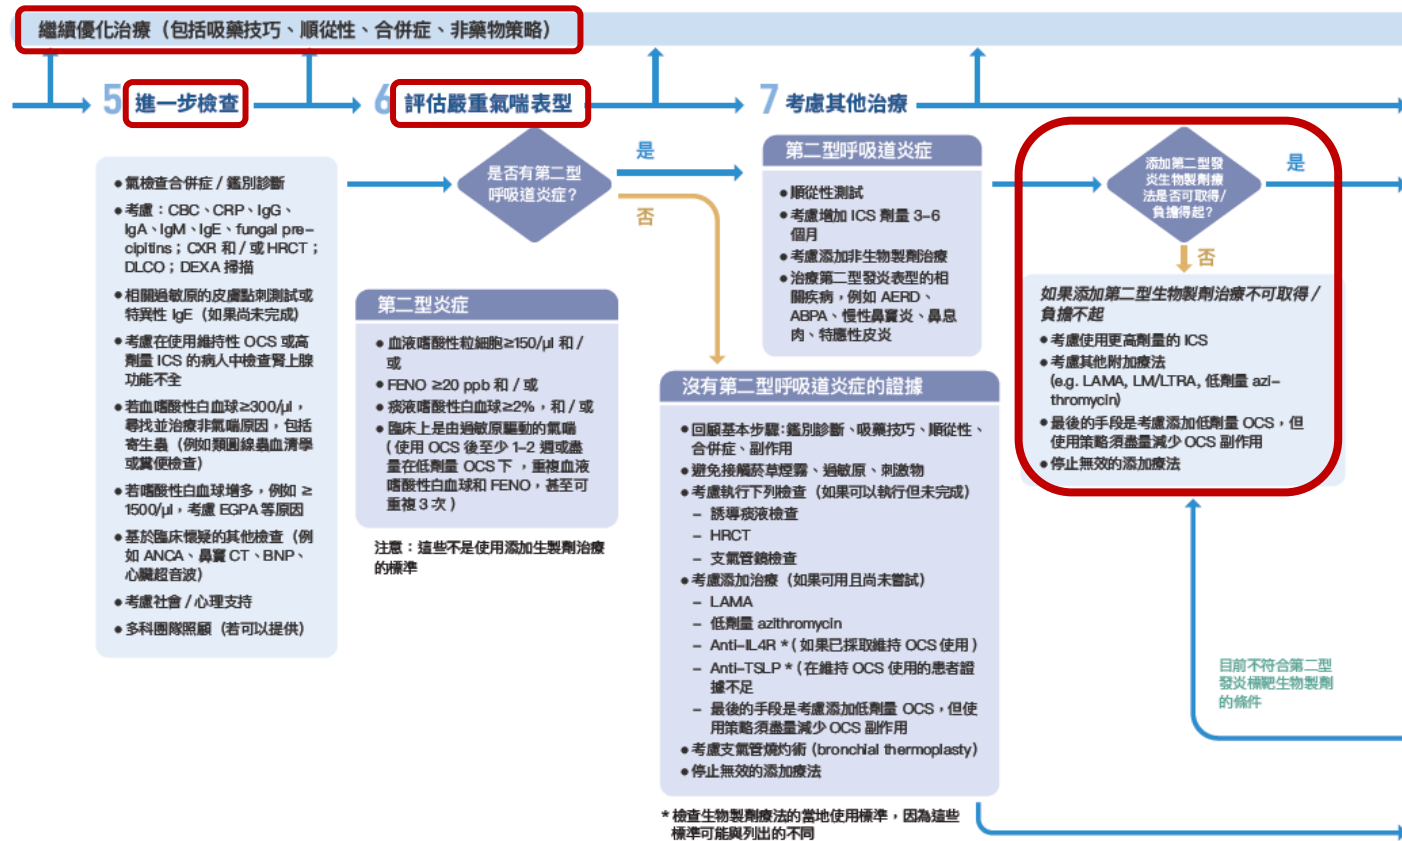 繼續優化治療（包括吸藥技巧、順從性、合併症、非藥物策略）
5 進一步檢查
6 評估嚴重氣喘表型
7 考慮其他治療
●氣檢查合併症 / 鑑別診斷
●考慮：CBC、CRP、IgG、
IgA、IgM、IgE、fungal pre–
cipitins；CXR 和 / 或 HRCT；
DLCO；DEXA 掃描
●相關過敏原的皮膚點刺測試或
特異性 IgE（如果尚未完成）
●考慮在使用維持性 OCS 或高
劑量 ICS 的病人中檢查腎上腺
功能不全
●若血嗜酸性白血球≥300/μl，
尋找並治療非氣喘原因，包括
寄生蟲（例如類圓線蟲血清學
或糞便檢查）
●若嗜酸性白血球增多，例如 ≥
1500/μl，考慮 EGPA 等原因
●基於臨床懷疑的其他檢查（例
如 ANCA、鼻竇 CT、BNP、
心臟超音波）
●考慮社會 / 心理支持
●多科團隊照顧（若可以提供）
是否有第二型
呼吸道炎症？
是
否
第二型炎症
●血液嗜酸性粒細胞≥150/μl 和 /
或
●FENO ≥20 ppb 和 / 或
●痰液嗜酸性白血球≥2%，和 / 或
●臨床上是由過敏原驅動的氣喘
（使用 OCS 後至少 1–2 週或盡
量在低劑量 OCS 下 ，重複血液
嗜酸性白血球和 FENO，甚至可
重複 3 次）
注意：這些不是使用添加生製劑治療
的標準
第二型呼吸道炎症
●順從性測試
●考慮增加 ICS 劑量 3–6
個月
●考慮添加非生物製劑治療
●治療第二型發炎表型的相
關疾病，例如 AERD、
ABPA、慢性鼻竇炎、鼻息
肉、特應性皮炎
沒有第二型呼吸道炎症的證據
●回顧基本步驟：鑑別診斷、吸藥技巧、順從性、
合併症、副作用
●避免接觸菸草煙霧、過敏原、刺激物
●考慮執行下列檢查（如果可以執行但未完成）
– 誘導痰液檢查
– HRCT
– 支氣管鏡檢查
●考慮添加治療（如果可用且尚未嘗試）
– LAMA
– 低劑量 azithromycin
– Anti–IL4R *（如果已採取維持 OCS 使用）
– Anti–TSLP *（在維持 OCS 使用的患者證
據不足
– 最後的手段是考慮添加低劑量 OCS，但使
用策略須盡量減少 OCS 副作用
●考慮支氣管燒灼術 (bronchial thermoplasty)
●停止無效的添加療法
* 檢查生物製劑療法的當地使用標準，因為這些
標準可能與列出的不同
添加第二型發
炎生物製劑療
法是否可取得/
負擔得起？
是
否
如果添加第二型生物製劑治療不可取得 /
負擔不起
●考慮使用更高劑量的 ICS
●考慮其他附加療法
(e.g. LAMA, LM/LTRA, 低劑量 azi–
thromycin)
●最後的手段是考慮添加低劑量 OCS，但
使用策略須盡量減少 OCS 副作用
●停止無效的添加療法
目前不符合第二型
發炎標靶生物製劑
的條件